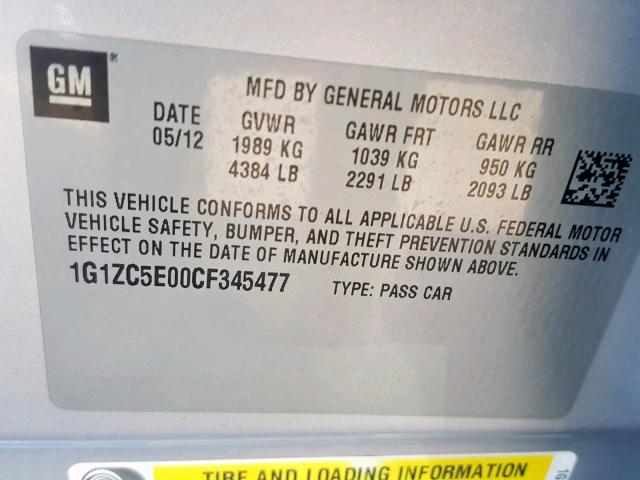 GM®
MFD BY GENERAL MOTORS LLC
DATE GVWR GAWR FRT GAWR RR
05/12 1989 KG 1039 KG 950 KG
4384 LB 2291 LB 2093 LB
THIS VEHICLE CONFORMS TO ALL APPLICABLE U.S. FEDERAL MOTOR
VEHICLE SAFETY, BUMPER, AND THEFT PREVENTION STANDARDS IN
EFFECT ON THE DATE OF MANUFACTURE SHOWN ABOVE.
1G1ZC5E00CF345477 TYPE: PASS CAR
TIRE AND LOADING INFORMATION